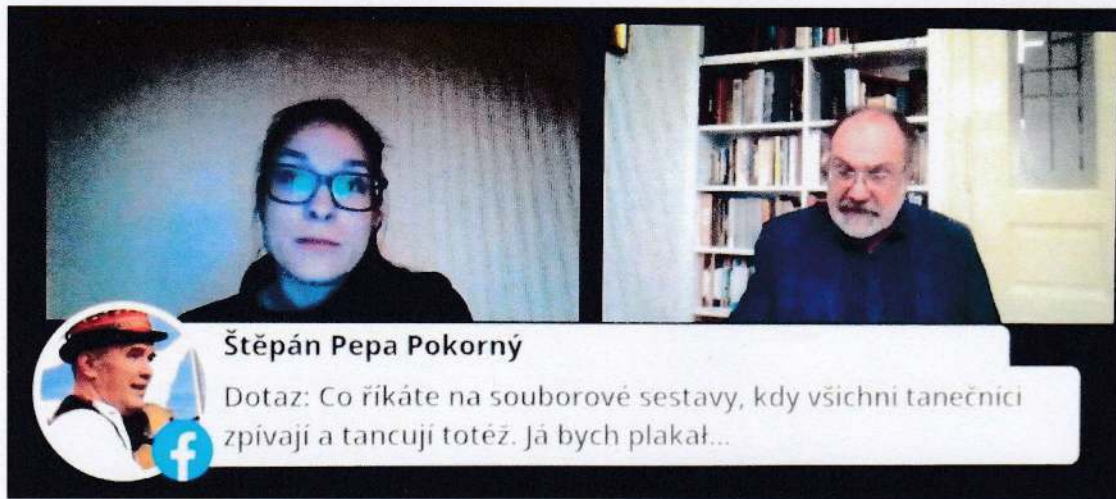 Štěpán Pepa Pokorný
Dotaz: Co říkáte na souborové sestavy, kdy všichni tanečníci
zpívají a tancují totéž. Já bych plakal...